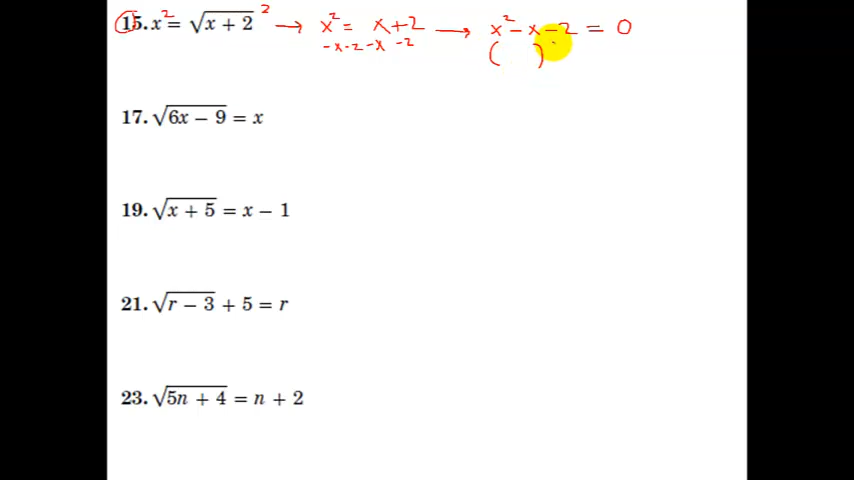 15. x² = √(x + 2)² → x² = x+2 → x² - x - 2 = 0
-x-2 -x -2 ( )
17. √(6x − 9) = x
19. √(x + 5) = x − 1
21. √(r − 3) + 5 = r
23. √(5n + 4) = n + 2